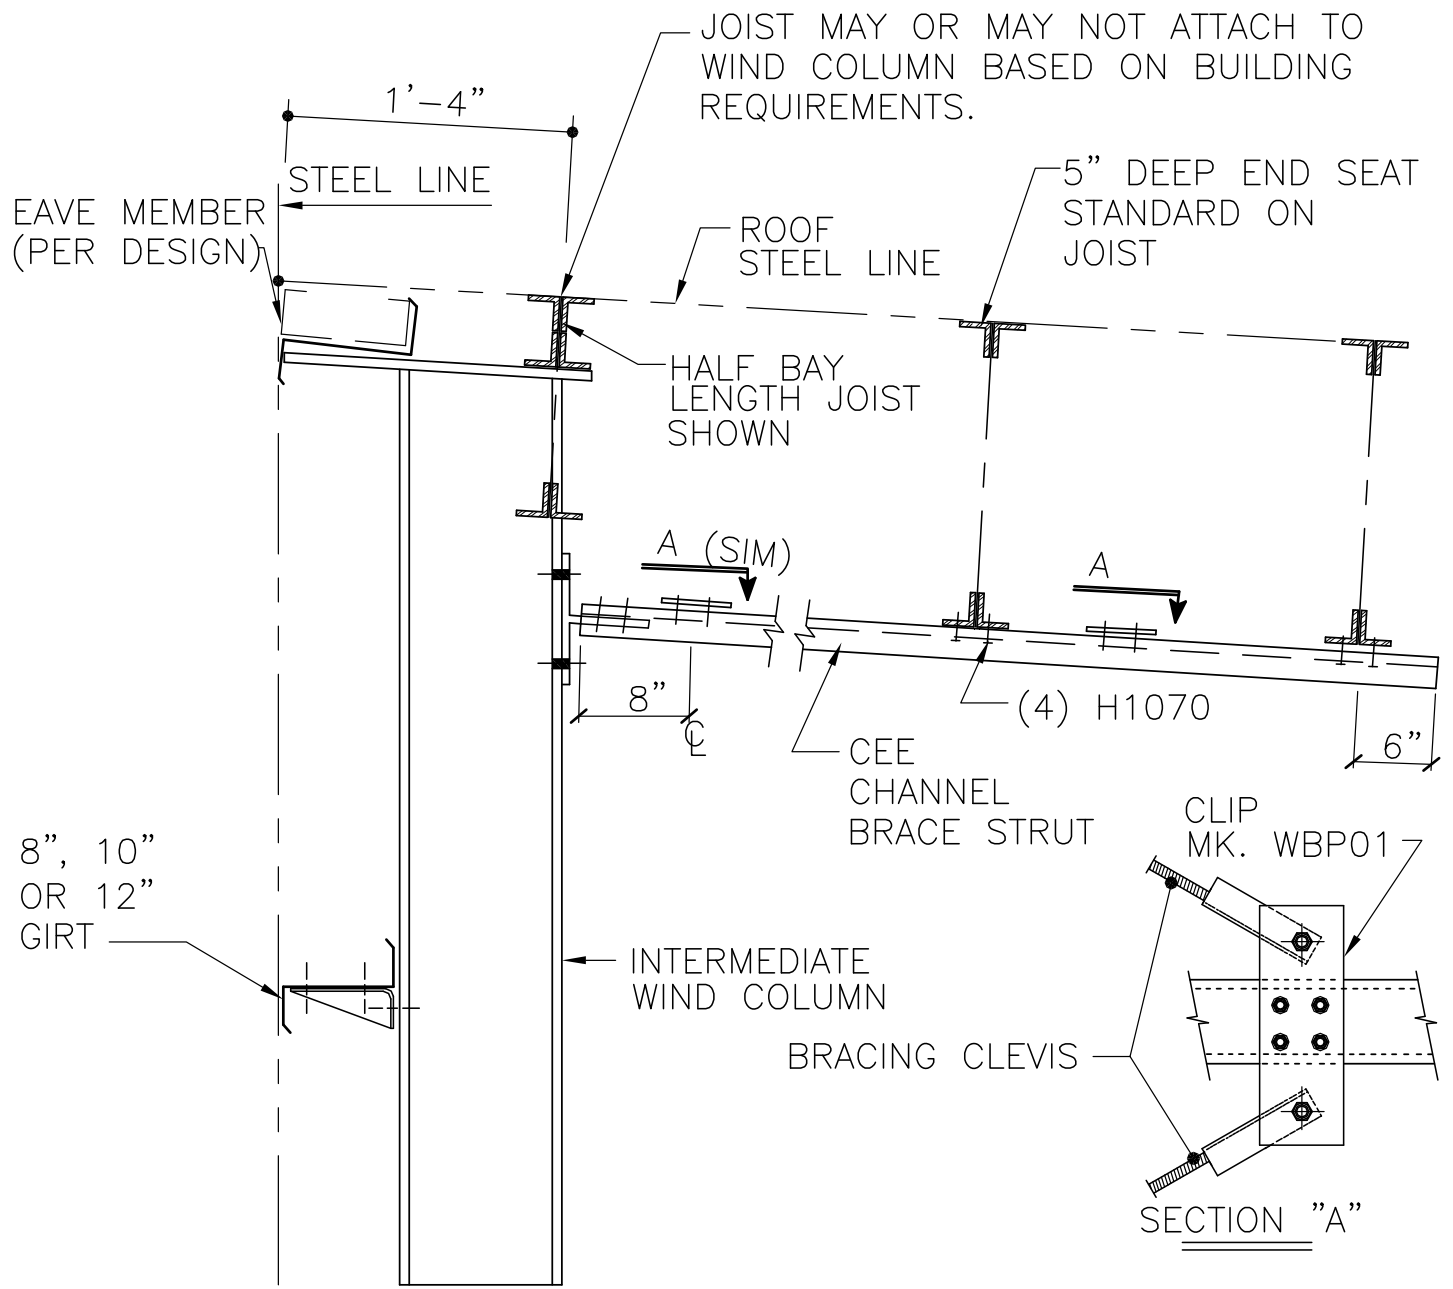 JOIST MAY OR MAY NOT ATTACH TO
WIND COLUMN BASED ON BUILDING
REQUIREMENTS.
1'-4"
STEEL LINE
EAVE MEMBER
(PER DESIGN)
5" DEEP END SEAT
STANDARD ON
JOIST
ROOF
STEEL LINE
HALF BAY
LENGTH JOIST
SHOWN
A (SIM)
A
8"
CL
(4) H1070
6"
CEE
CHANNEL
BRACE STRUT
CLIP
MK. WBP01
8", 10"
OR 12"
GIRT
INTERMEDIATE
WIND COLUMN
BRACING CLEVIS
SECTION "A"